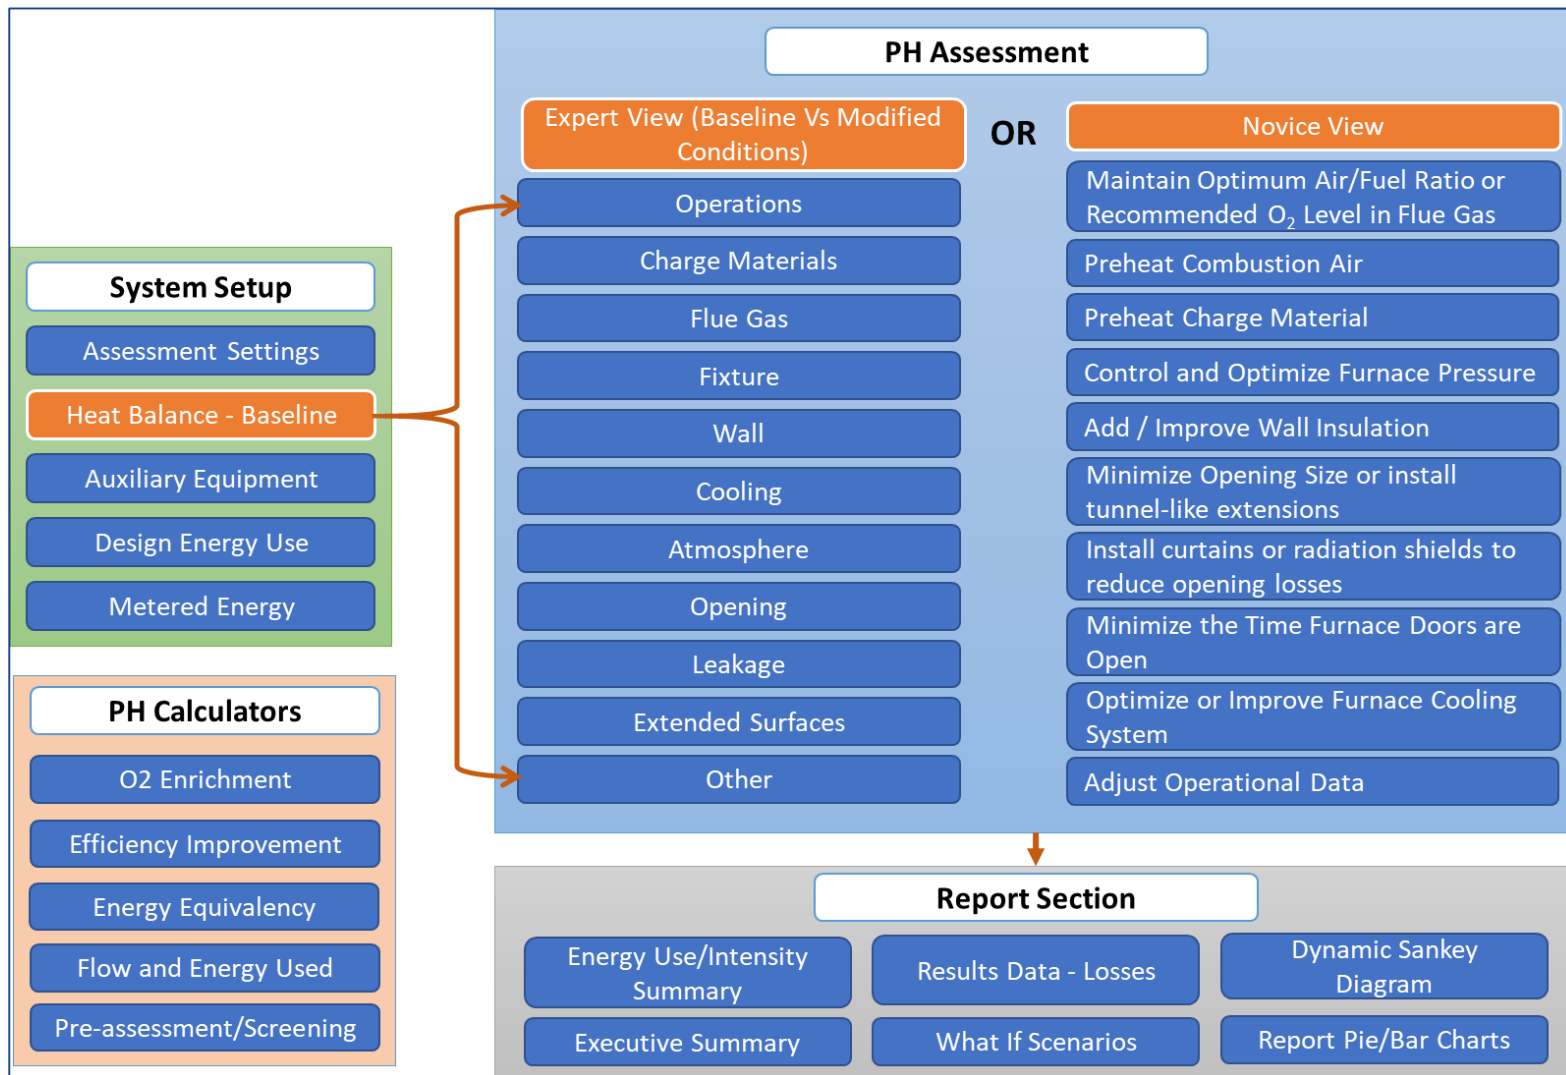 PH Assessment
Expert View (Baseline Vs Modified
Conditions)
OR
Novice View
Operations
Charge Materials
Flue Gas
Fixture
Wall
Cooling
Atmosphere
Opening
Leakage
Extended Surfaces
Other
Maintain Optimum Air/Fuel Ratio or
Recommended O₂ Level in Flue Gas
Preheat Combustion Air
Preheat Charge Material
Control and Optimize Furnace Pressure
Add / Improve Wall Insulation
Minimize Opening Size or install
tunnel-like extensions
Install curtains or radiation shields to
reduce opening losses
Minimize the Time Furnace Doors are
Open
Optimize or Improve Furnace Cooling
System
Adjust Operational Data
System Setup
Assessment Settings
Heat Balance - Baseline
Auxiliary Equipment
Design Energy Use
Metered Energy
PH Calculators
O2 Enrichment
Efficiency Improvement
Energy Equivalency
Flow and Energy Used
Pre-assessment/Screening
Report Section
Energy Use/Intensity
Summary
Results Data - Losses
Dynamic Sankey
Diagram
Executive Summary
What If Scenarios
Report Pie/Bar Charts